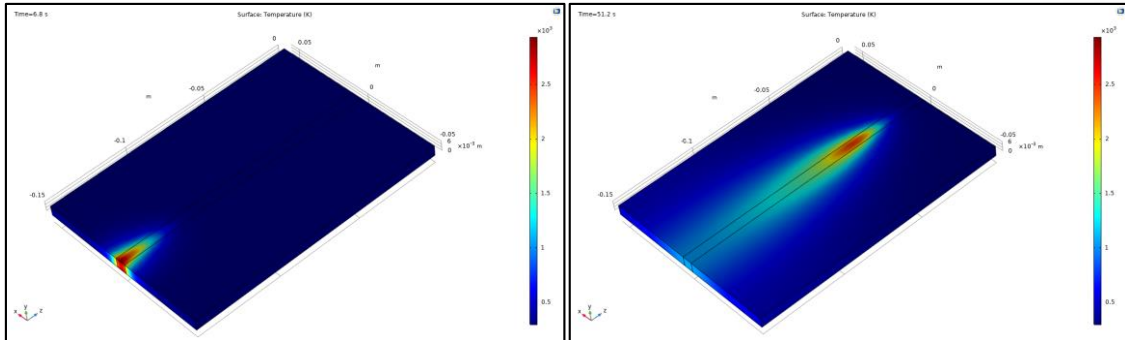 Time=6.8 s
Surface: Temperature (K)
×10³
0
0.05
m
-0.05
m
0
-0.1
-0.05
6
0
×10⁻³ m
-0.15
2.5
2
1.5
1
0.5
y
x
z
Time=51.2 s
Surface: Temperature (K)
×10³
0
0.05
m
-0.05
m
0
-0.1
-0.05
6
0
×10⁻³ m
-0.15
2.5
2
1.5
1
0.5
y
x
z